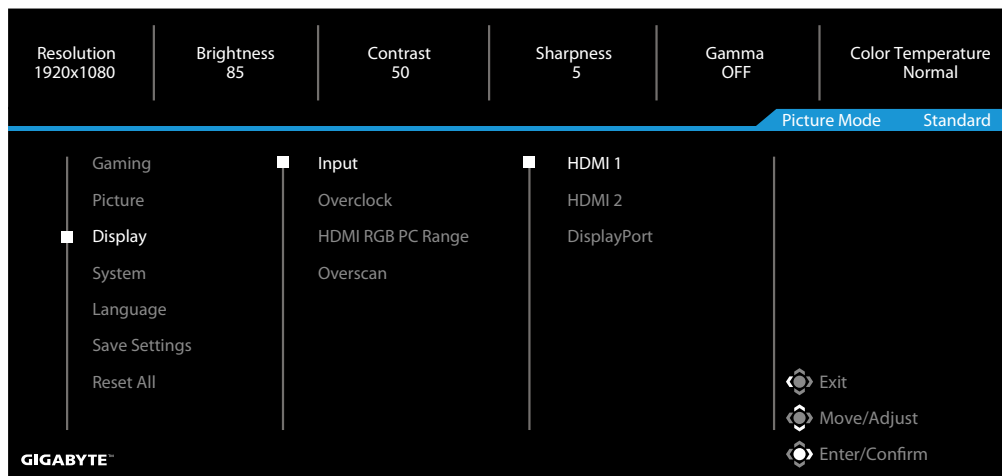 Resolution
1920x1080
Brightness
85
Contrast
50
Sharpness
5
Gamma
OFF
Color Temperature
Normal
Picture Mode Standard
Gaming
Picture
Display
System
Language
Save Settings
Reset All
Input
Overclock
HDMI RGB PC Range
Overscan
HDMI 1
HDMI 2
DisplayPort
Exit
Move/Adjust
Enter/Confirm
GIGABYTE™